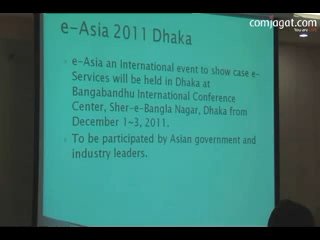 comjagat.com
e-Asia 2011 Dhaka
e-Asia an international event to show case e-
Services will be held in Dhaka at
Bangabandhu International Conference
Center, Sher-e-Bangla Nagar, Dhaka from
December 1-3, 2011.
To be participated by Asian government and
industry leaders.